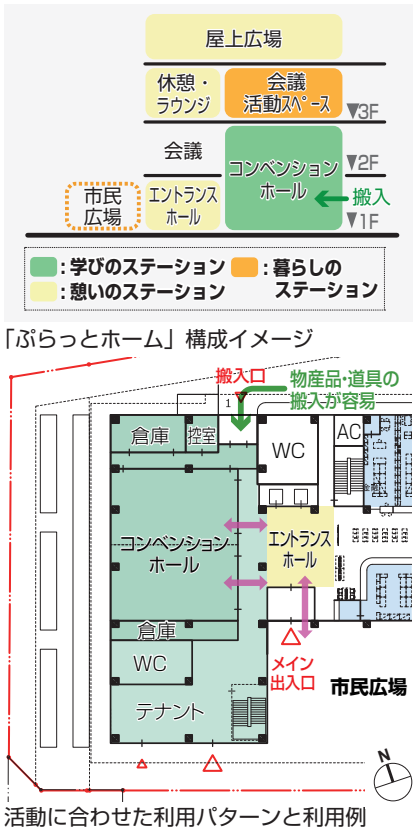 屋上広場
休憩・
ラウンジ
会議
活動スペース
▼3F
会議
コンベンション
ホール
▼2F
市民
広場
エントランス
ホール
搬入
▼1F
：学びのステーション
：暮らしの
ステーション
：憩いのステーション
「ぷらっとホーム」構成イメージ
搬入口
物産品・道具の
搬入が容易
1
倉庫
控室
WC
AC
金融
コンベンション
ホール
エントランス
ホール
倉庫
WC
メイン
出入口
市民広場
テナント
N
活動に合わせた利用パターンと利用例